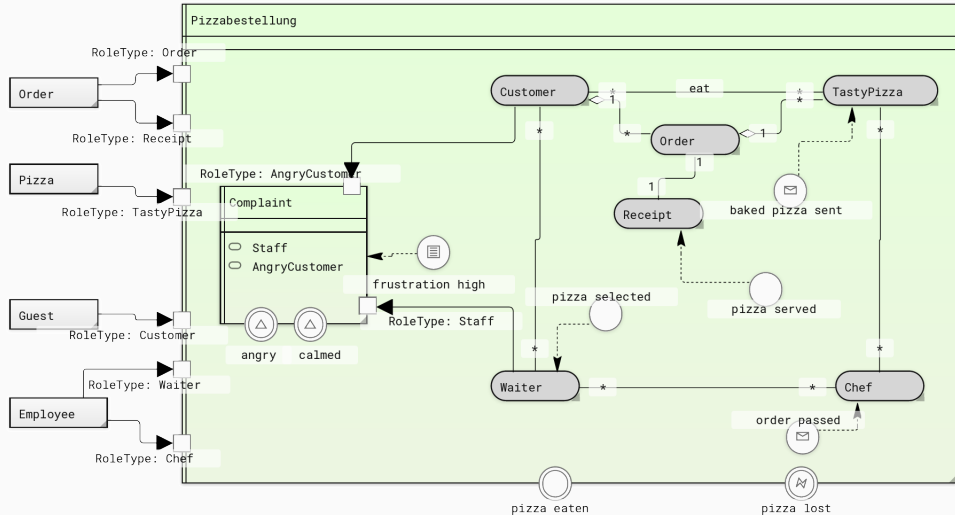 Pizzabestellung
RoleType: Order
Order
RoleType: Receipt
Pizza
RoleType: TastyPizza
Guest
RoleType: Customer
RoleType: Waiter
Employee
RoleType: Chef
Customer
*
1
eat
*
*
TastyPizza
*
*
Order
1
*
1
1
Receipt
baked pizza sent
RoleType: AngryCustomer
Complaint
Staff
AngryCustomer
frustration high
RoleType: Staff
angry
calmed
pizza selected
pizza served
*
*
Waiter
*
*
Chef
order passed
pizza eaten
pizza lost